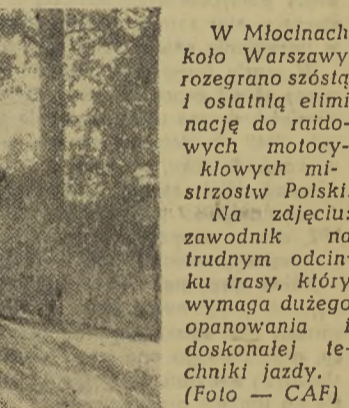 W Młocinach
koło Warszawy
rozegrano szóstą
i ostatnią elimi
nację do raido-
wych motocy-
klowych mi-
strzostw Polski.
Na zdjęciu:
zawodnik na
trudnym odcin-
ku trasy, który
wymaga dużego
opanowania i
doskonałej te-
chniki jazdy.
(Foto — CAF)